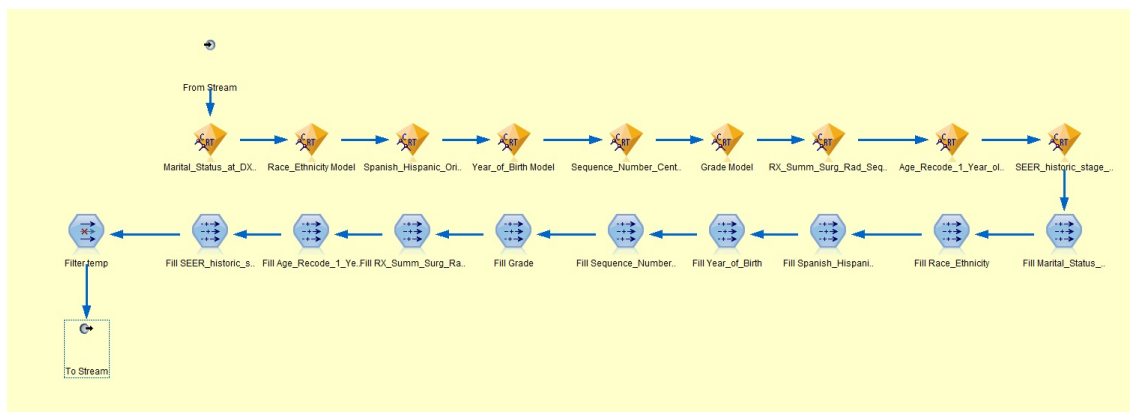 From Stream
Marital_Status_at_DX.. Race_Ethnicity Model Spanish_Hispanic_Ori.. Year_of_Birth Model Sequence_Number_Cent.. Grade Model RX_Summ_Surg_Rad_Seq.. Age_Recode_1_Year_ol.. SEER_historic_stage_..
Filter temp Fill SEER_historic_s.. Fill Age_Recode_1_Ye.. Fill RX_Summ_Surg_Ra.. Fill Grade Fill Sequence_Number.. Fill Year_of_Birth Fill Spanish_Hispani.. Fill Race_Ethnicity Fill Marital_Status_..
To Stream